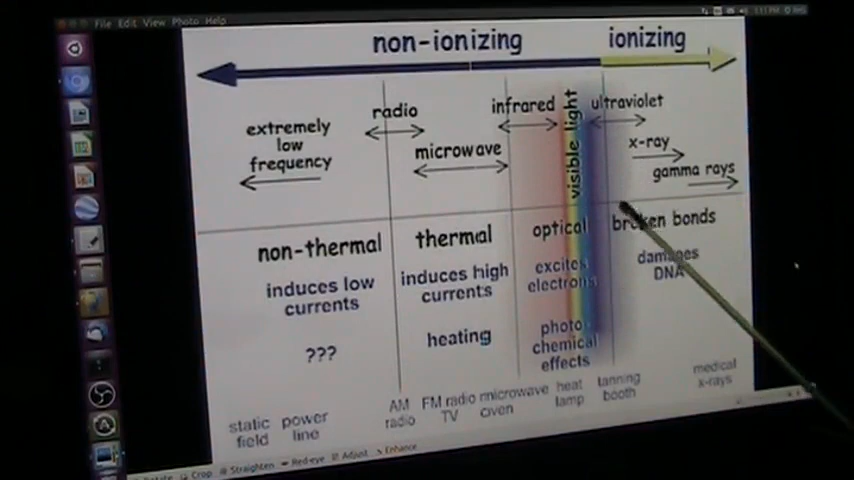 File Edit View Photo Help
1:11 PM
non-ionizing
ionizing
extremely
low
frequency
radio
microwave
infrared
visible light
ultraviolet
x-ray
gamma rays
non-thermal
thermal
optical
broken bonds
induces low
currents
induces high
currents
excites
electrons
damages
DNA
???
heating
photo
chemical
effects
static
field
power
line
AM
radio
FM radio
TV
microwave
oven
heat
lamp
tanning
booth
medical
x-rays
Crop
Straighten
Red-eye
Adjust
Enhance